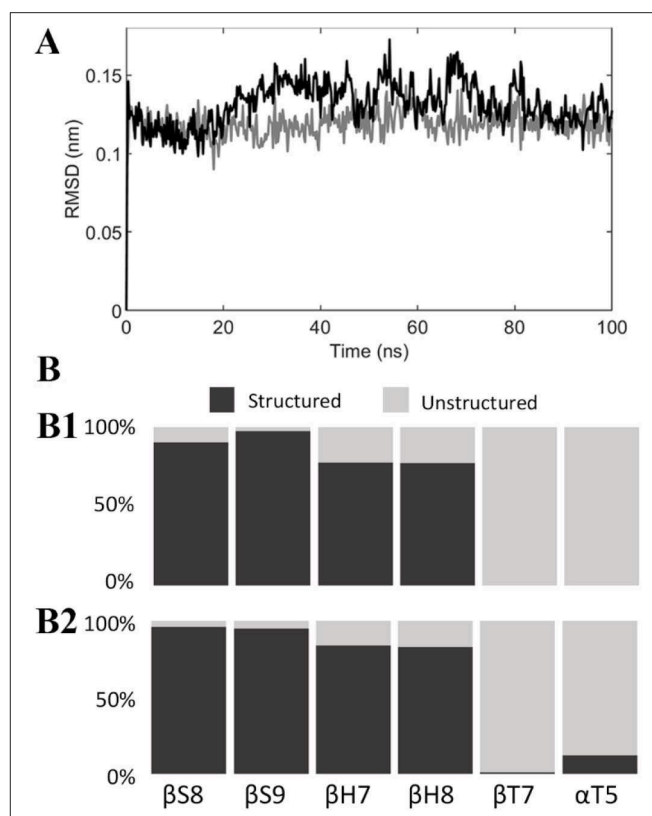 A
0.15
0.1
0.05
0
RMSD (nm)
0 20 40 60 80 100
Time (ns)
B
Structured Unstructured
B1
100%
50%
0%
B2
100%
50%
0%
βS8 βS9 βH7 βH8 βT7 αT5